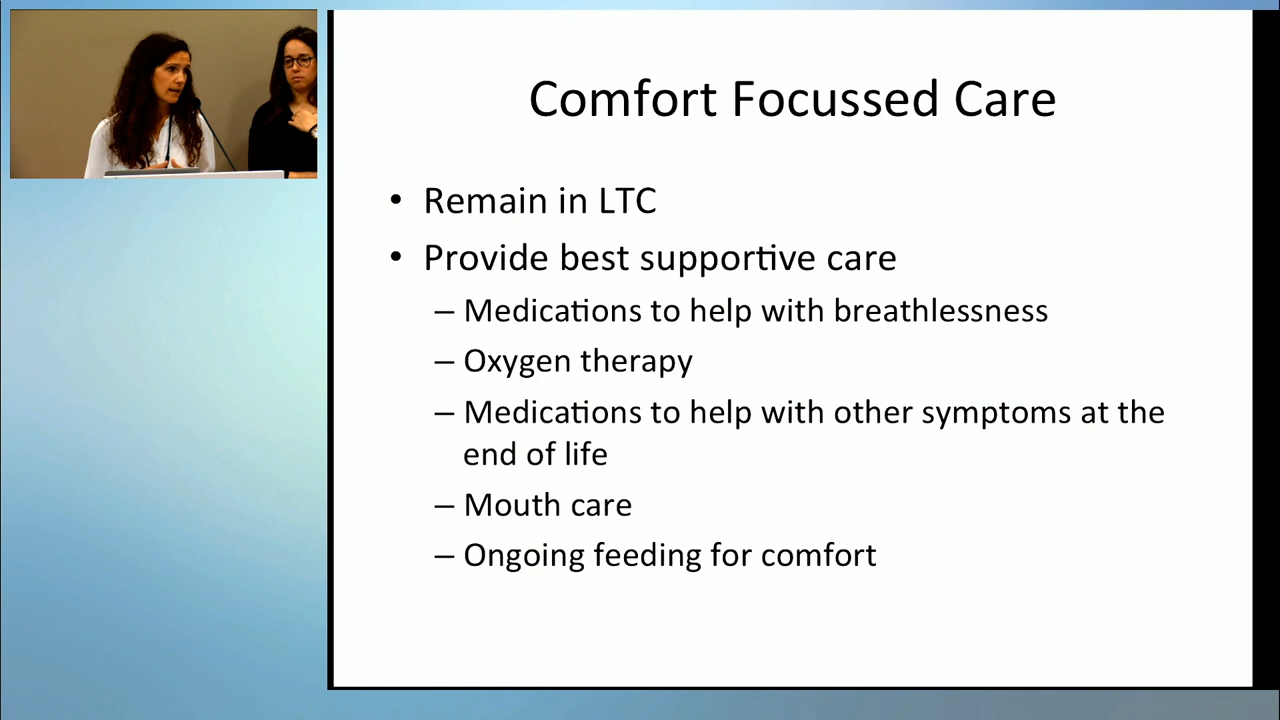 Comfort Focussed Care
• Remain in LTC
• Provide best supportive care
– Medications to help with breathlessness
– Oxygen therapy
– Medications to help with other symptoms at the
end of life
– Mouth care
– Ongoing feeding for comfort